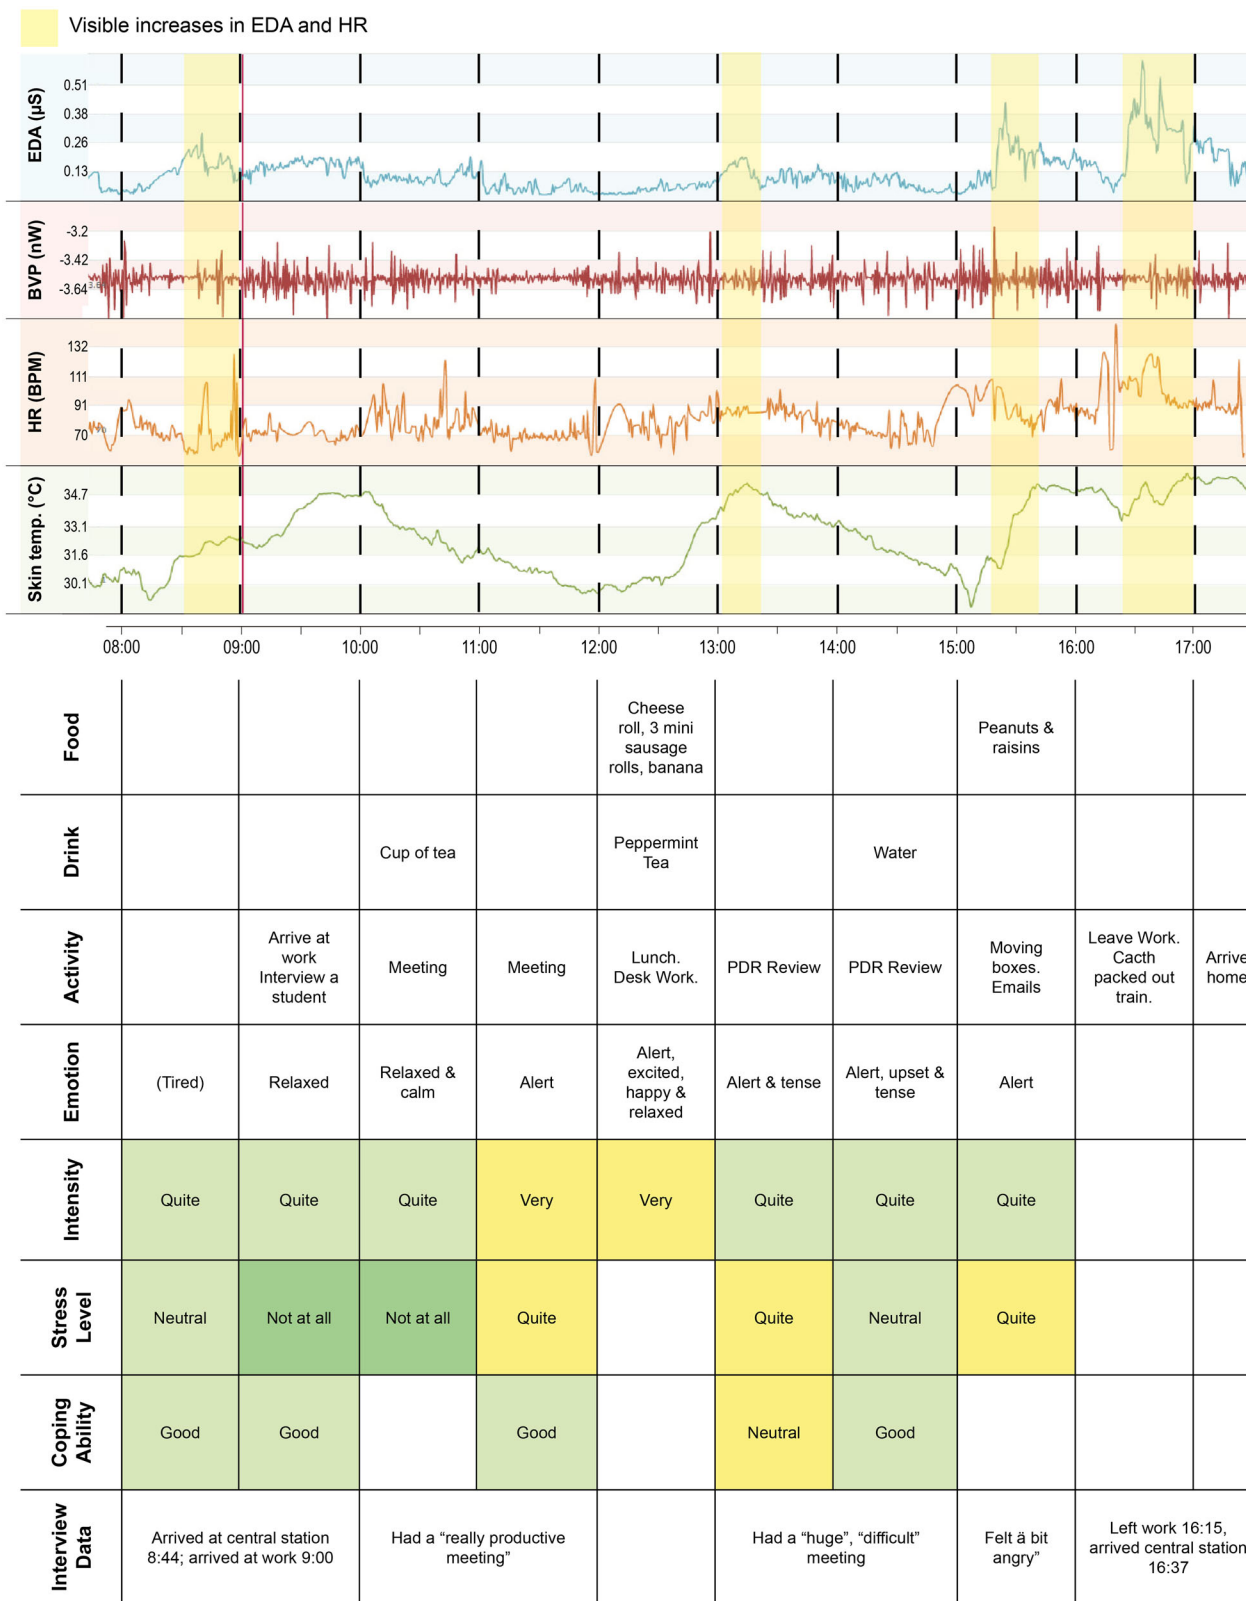 Visible increases in EDA and HR
EDA (µS)
0.51
0.38
0.26
0.13
BVP (nW)
-3.2
-3.42
-3.64
HR (BPM)
132
111
91
70
Skin temp. (°C)
34.7
33.1
31.6
30.1
08:00 09:00 10:00 11:00 12:00 13:00 14:00 15:00 16:00 17:00
Food
Cheese
roll, 3 mini
sausage
rolls, banana
Peanuts &
raisins
Drink
Cup of tea
Peppermint
Tea
Water
Activity
Arrive at
work
Interview a
student
Meeting
Meeting
Lunch.
Desk Work.
PDR Review
PDR Review
Moving
boxes.
Emails
Leave Work.
Cacth
packed out
train.
Arrive
home
Emotion
(Tired)
Relaxed
Relaxed &
calm
Alert
Alert,
excited,
happy &
relaxed
Alert & tense
Alert, upset &
tense
Alert
Intensity
Quite
Quite
Quite
Very
Very
Quite
Quite
Quite
Stress
Level
Neutral
Not at all
Not at all
Quite
Quite
Neutral
Quite
Coping
Ability
Good
Good
Good
Neutral
Good
Interview
Data
Arrived at central station
8:44; arrived at work 9:00
Had a “really productive
meeting”
Had a “huge”, “difficult”
meeting
Felt ä bit
angry”
Left work 16:15,
arrived central station
16:37